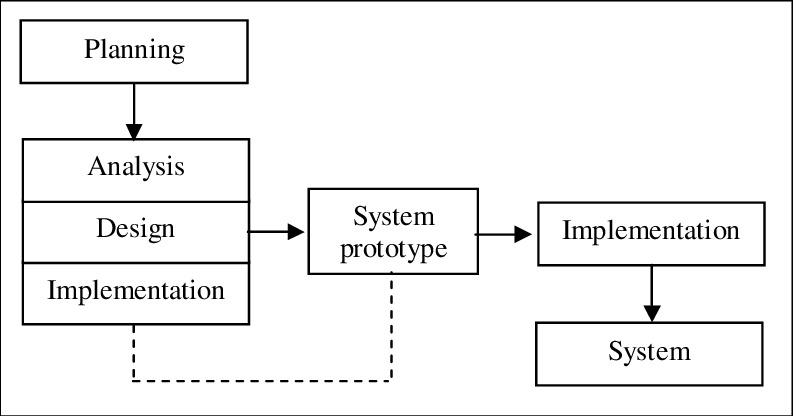 Planning
Analysis
Design
Implementation
System
prototype
Implementation
System